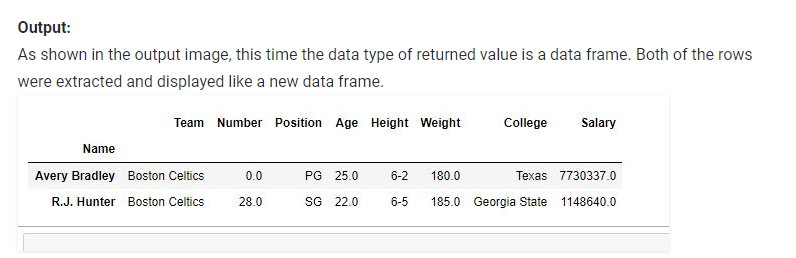 Output:
As shown in the output image, this time the data type of returned value is a data frame. Both of the rows
were extracted and displayed like a new data frame.
Team Number Position Age Height Weight College Salary
Name
Avery Bradley Boston Celtics 0.0 PG 25.0 6-2 180.0 Texas 7730337.0
R.J. Hunter Boston Celtics 28.0 SG 22.0 6-5 185.0 Georgia State 1148640.0